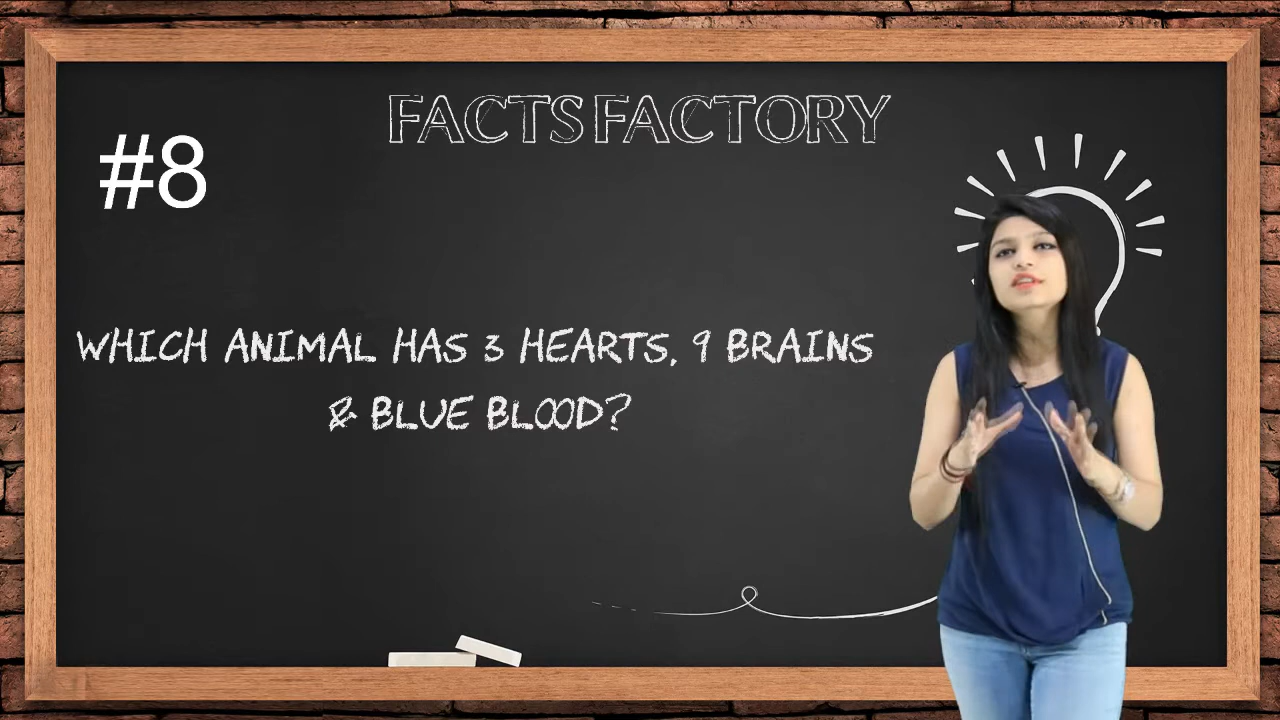 FACTS FACTORY
#8
WHICH ANIMAL HAS 3 HEARTS, 9 BRAINS
& BLUE BLOOD?